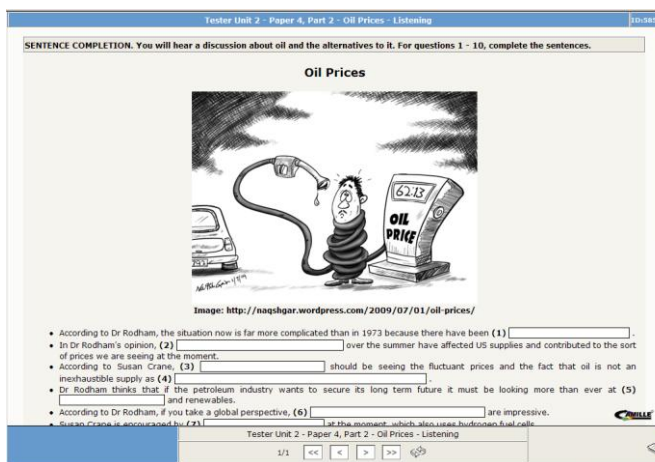 Tester Unit 2 - Paper 4, Part 2 - Oil Prices - Listening
ID:585
SENTENCE COMPLETION. You will hear a discussion about oil and the alternatives to it. For questions 1 - 10, complete the sentences.
Oil Prices
62:13
OIL
PRICE
Image: http://naqshgar.wordpress.com/2009/07/01/oil-prices/
• According to Dr Rodham, the situation now is far more complicated than in 1973 because there have been (1) .
• In Dr Rodham's opinion, (2) over the summer have affected US supplies and contributed to the sort
of prices we are seeing at the moment.
• According to Susan Crane, (3) should be seeing the fluctuant prices and the fact that oil is not an
inexhaustible supply as (4) .
• Dr Rodham thinks that if the petroleum industry wants to secure its long term future it must be looking more than ever at (5)
and renewables.
• According to Dr Rodham, if you take a global perspective, (6) are impressive.
• Susan Crane is encouraged by (7) at the moment, which also uses hydrogen fuel cells
Tester Unit 2 - Paper 4, Part 2 - Oil Prices - Listening
1/1 << < > >>